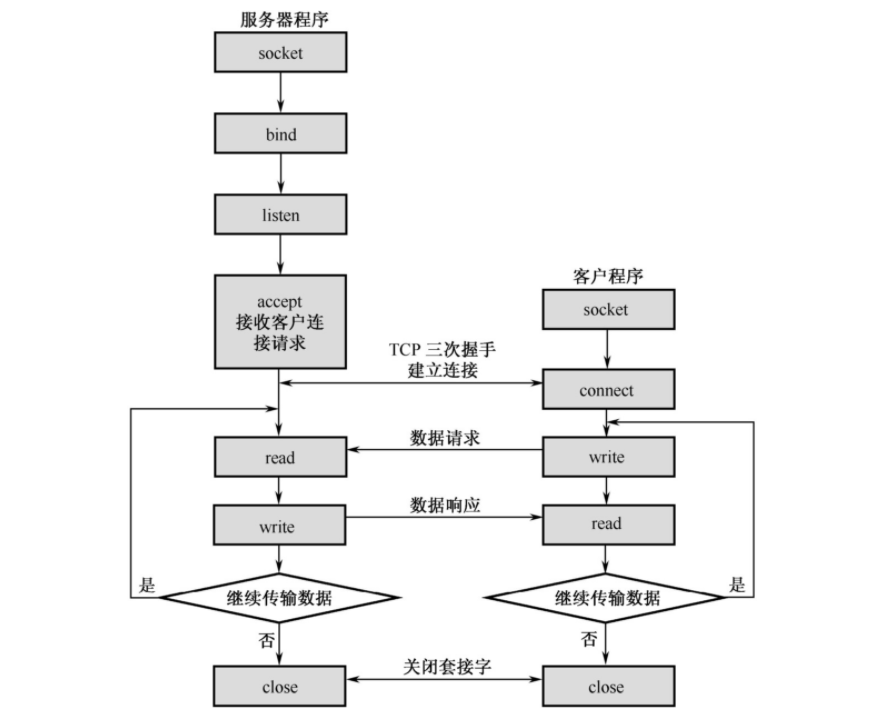 服务器程序
socket
bind
listen
accept
接收客户连
接请求
客户程序
socket
TCP 三次握手
建立连接
connect
数据请求
read
write
数据响应
write
read
是
继续传输数据
继续传输数据
是
否
否
关闭套接字
close
close